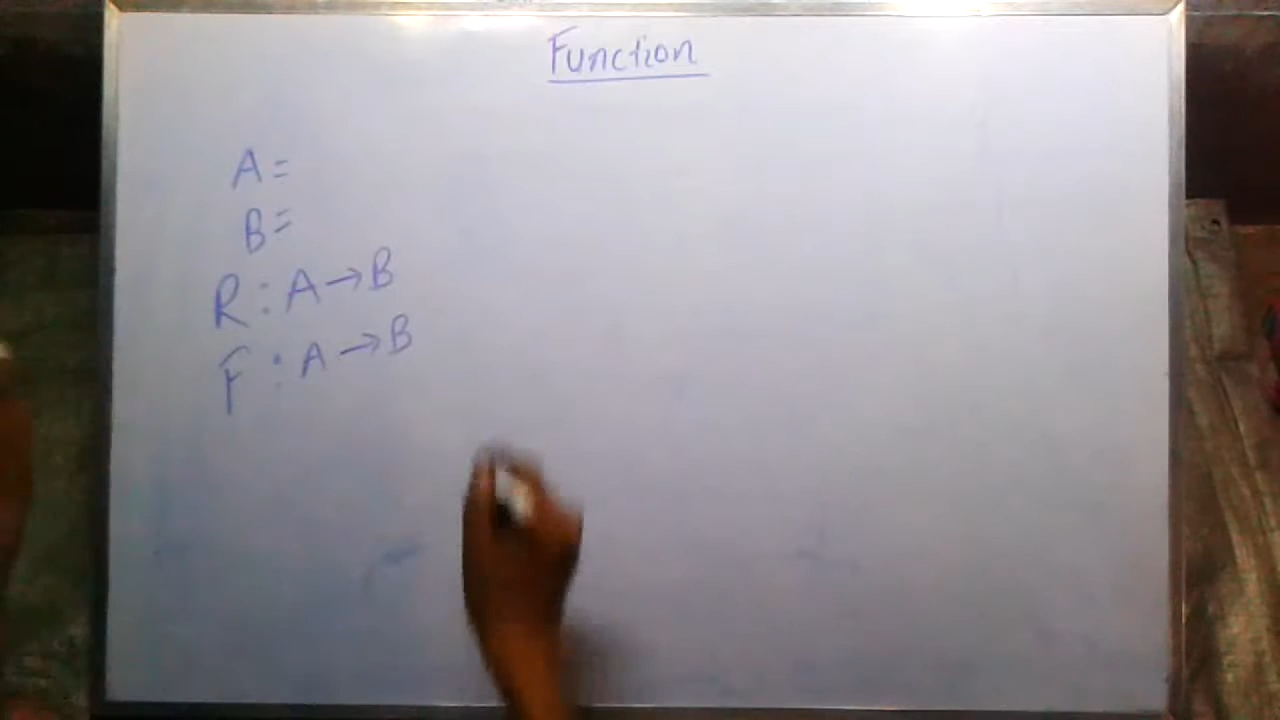 Function
A =
B =
R : A → B
F : A → B